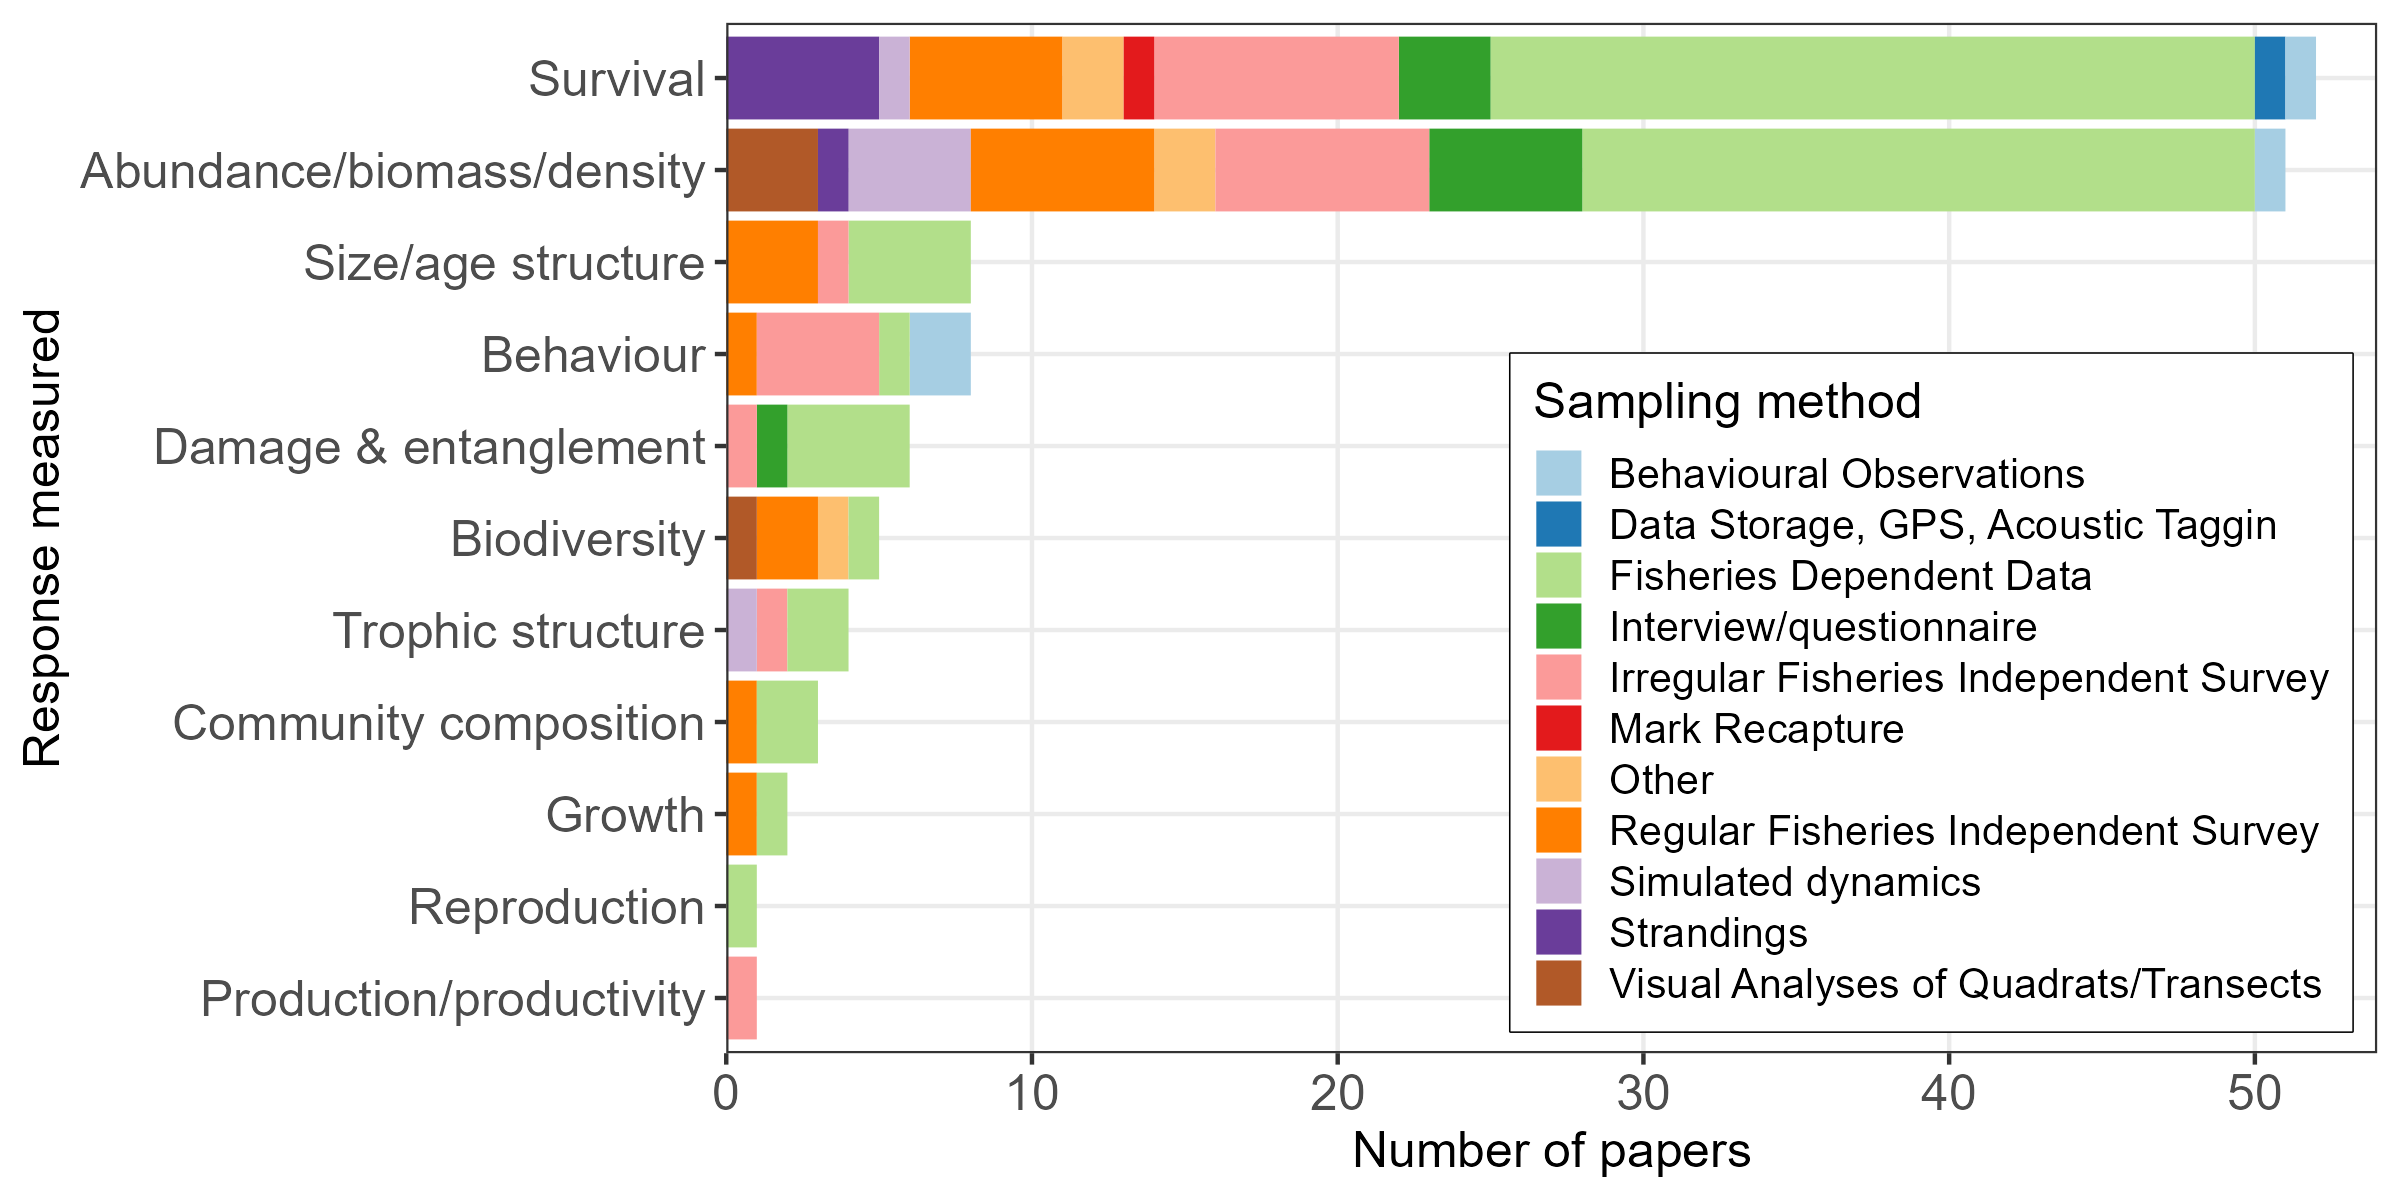 Survival
Abundance/biomass/density
Size/age structure
Behaviour
Damage & entanglement
Biodiversity
Trophic structure
Community composition
Growth
Reproduction
Production/productivity
Response measured
0 10 20 30 40 50
Number of papers
Sampling method
Behavioural Observations
Data Storage, GPS, Acoustic Taggin
Fisheries Dependent Data
Interview/questionnaire
Irregular Fisheries Independent Survey
Mark Recapture
Other
Regular Fisheries Independent Survey
Simulated dynamics
Strandings
Visual Analyses of Quadrats/Transects